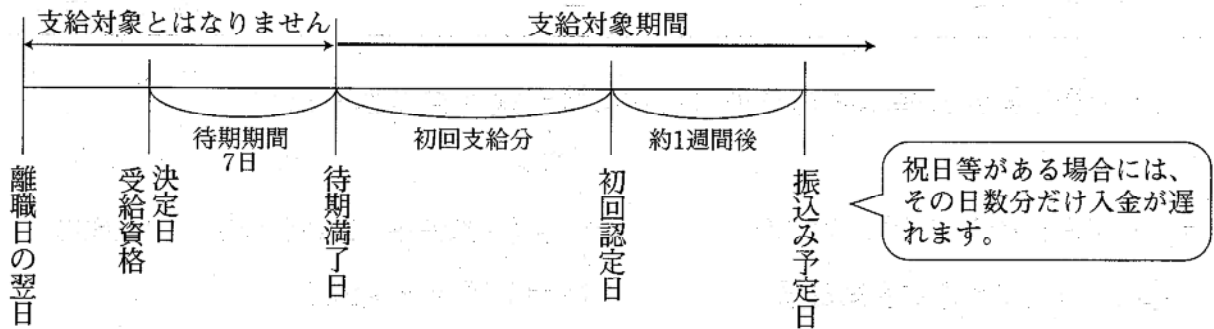 支給対象とはなりません
支給対象期間
待期期間
7日
初回支給分
約1週間後
離職日の翌日
受給資格
決定日
待期満了日
初回認定日
振込み予定日
祝日等がある場合には、
その日数分だけ入金が遅
れます。